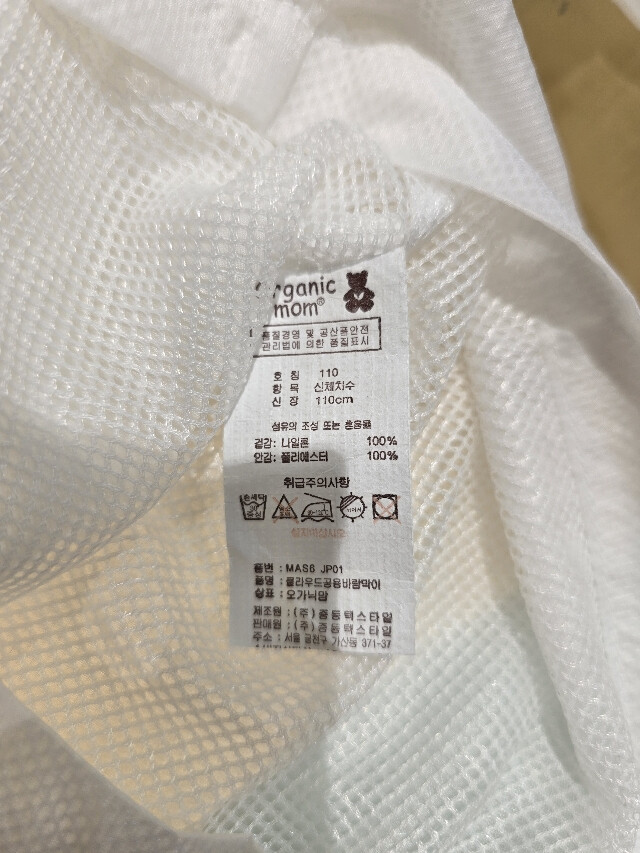 rganic
mom®
품질경영 및 공산품안전
관리법에 의한 품질표시
호 칭 110
항 목 신체치수
신 장 110cm
섬유의 조성 또는 혼용률
겉감: 나일론 100%
안감: 폴리에스터 100%
취급주의사항
품번 : MAS6 JP01
품명 : 클라우드공용바람막이
상표 : 오가닉맘
제조원 : (주) 중동텍스타일
판매원 : (주) 중동텍스타일
주소 : 서울 금천구 가산동 371-37